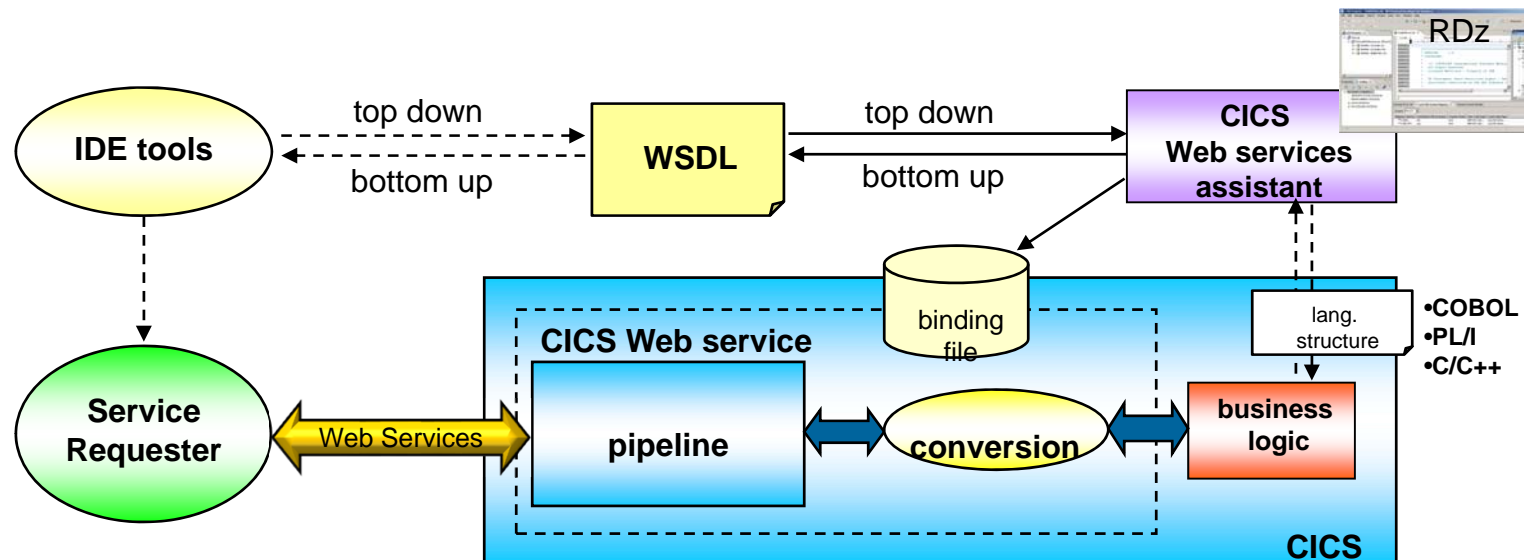 RDz
top down
top down
IDE tools
WSDL
CICS
Web services
assistant
bottom up
bottom up
binding
file
lang.
structure
•COBOL
•PL/I
•C/C++
CICS Web service
Service
Requester
Web Services
pipeline
conversion
business
logic
CICS